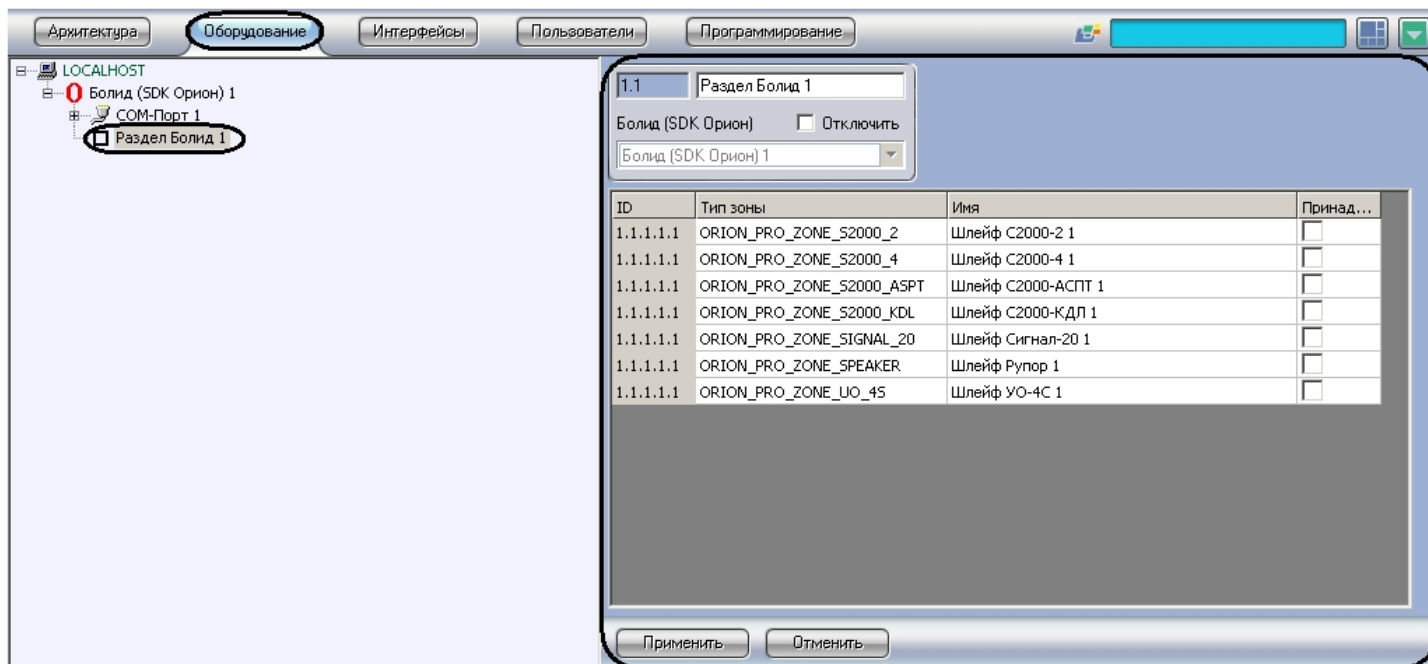 Архитектура Оборудование Интерфейсы Пользователи Программирование
LOCALHOST
Болид (SDK Орион) 1
COM-Порт 1
Раздел Болид 1
1.1 Раздел Болид 1
Болид (SDK Орион) Отключить
Болид (SDK Орион) 1
ID Тип зоны Имя Принад...
1.1.1.1.1 ORION_PRO_ZONE_S2000_2 Шлейф С2000-2 1
1.1.1.1.1 ORION_PRO_ZONE_S2000_4 Шлейф С2000-4 1
1.1.1.1.1 ORION_PRO_ZONE_S2000_ASPT Шлейф С2000-АСПТ 1
1.1.1.1.1 ORION_PRO_ZONE_S2000_KDL Шлейф С2000-КДЛ 1
1.1.1.1.1 ORION_PRO_ZONE_SIGNAL_20 Шлейф Сигнал-20 1
1.1.1.1.1 ORION_PRO_ZONE_SPEAKER Шлейф Рупор 1
1.1.1.1.1 ORION_PRO_ZONE_UO_4S Шлейф УО-4С 1
Применить Отменить